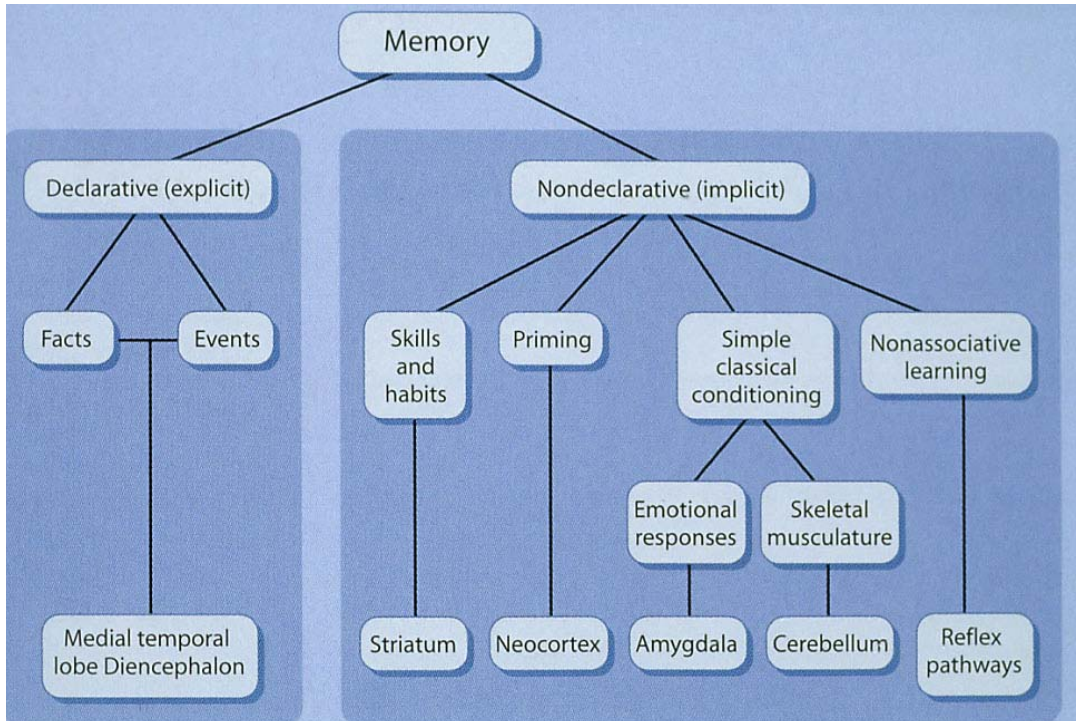 Memory
Declarative (explicit)
Nondeclarative (implicit)
Facts
Events
Skills
and
habits
Priming
Simple
classical
conditioning
Nonassociative
learning
Emotional
responses
Skeletal
musculature
Medial temporal
lobe Diencephalon
Striatum
Neocortex
Amygdala
Cerebellum
Reflex
pathways